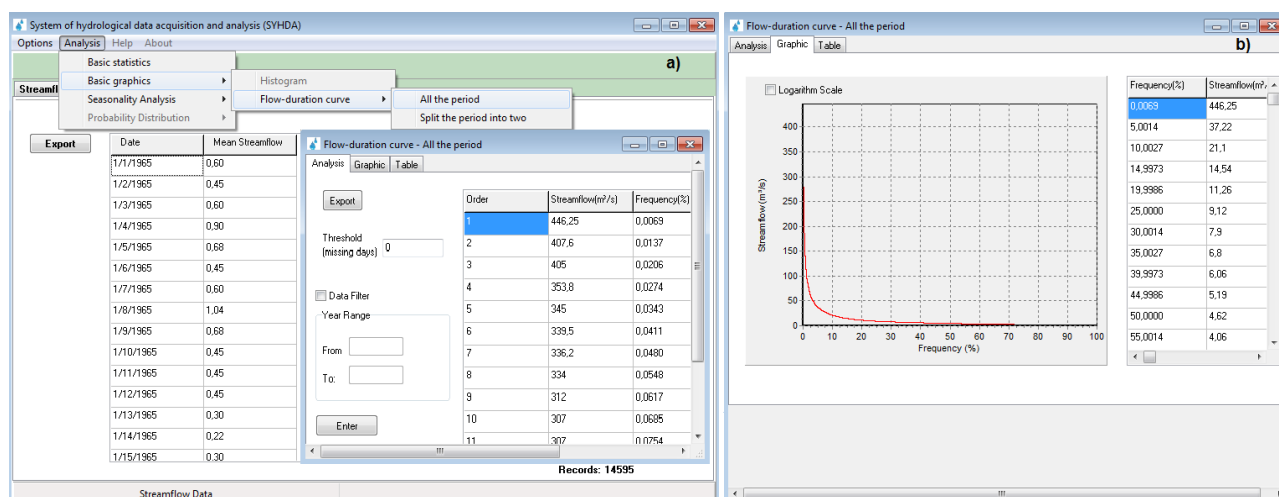 System of hydrological data acquisition and analysis (SYHDA)
Options Analysis Help About
a)
Basic statistics
Basic graphics
Seasonality Analysis
Probability Distribution
Histogram
Flow-duration curve
All the period
Split the period into two
Export
Date Mean Streamflow
1/1/1965 0,60
1/2/1965 0,45
1/3/1965 0,60
1/4/1965 0,90
1/5/1965 0,68
1/6/1965 0,45
1/7/1965 0,60
1/8/1965 1,04
1/9/1965 0,68
1/10/1965 0,45
1/11/1965 0,45
1/12/1965 0,45
1/13/1965 0,30
1/14/1965 0,22
1/15/1965 0,30
Flow-duration curve - All the period
Analysis Graphic Table
Export
Threshold
(missing days) 0
Data Filter
Year Range
From
To:
Enter
Order Streamflow(m³/s) Frequency(%)
1 446,25 0,0069
2 407,6 0,0137
3 405 0,0206
4 353,8 0,0274
5 345 0,0343
6 339,5 0,0411
7 336,2 0,0480
8 334 0,0548
9 312 0,0617
10 307 0,0685
11 307 0,0754
Records: 14595
Streamflow Data
Flow-duration curve - All the period
Analysis Graphic Table
b)
Logarithm Scale
Streamflow (m³/s)
400
350
300
250
200
150
100
50
0
0 10 20 30 40 50 60 70 80 90 100
Frequency (%)
Frequency(%) Streamflow(m³/
0,0069 446,25
5,0014 37,22
10,0027 21,1
14,9973 14,54
19,9986 11,26
25,0000 9,12
30,0014 7,9
35,0027 6,8
39,9973 6,06
44,9986 5,19
50,0000 4,62
55,0014 4,06